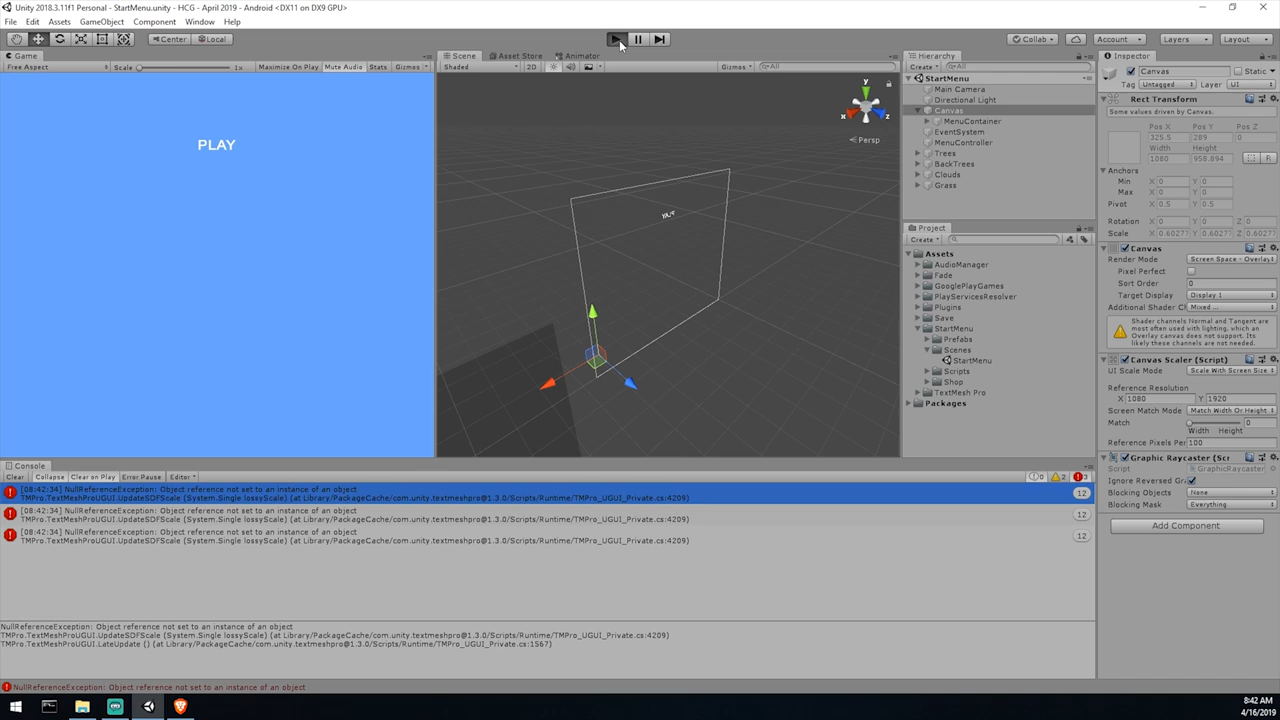 Unity 2018.3.11f1 Personal - StartMenu.unity - HCG - April 2019 - Android <DX11 on DX9 GPU>
File Edit Assets GameObject Component Window Help
Center Local
Collab Account Layers Layout
Game
Free Aspect Scale 1x Maximize On Play Mute Audio Stats Gizmos
PLAY
Scene Asset Store Animator
Shaded 2D Gizmos All
y
x z
Persp
Hierarchy
Create All
StartMenu
Main Camera
Directional Light
Canvas
MenuContainer
EventSystem
MenuController
Trees
BackTrees
Clouds
Grass
Project
Create
Assets
AudioManager
Fade
GooglePlayGames
PlayServicesResolver
Plugins
Save
StartMenu
Prefabs
Scenes
StartMenu
Scripts
Shop
TextMesh Pro
Packages
Inspector
Canvas Static
Tag Untagged Layer UI
Rect Transform
Some values driven by Canvas.
Pos X Pos Y Pos Z
325.5 289 0
Width Height
1080 958.894 R
Anchors
Min X 0 Y 0
Max X 0 Y 0
Pivot X 0.5 Y 0.5
Rotation X 0 Y 0 Z 0
Scale X 0.6027 Y 0.6027 Z 0.6027
Canvas
Render Mode Screen Space - Overlay
Pixel Perfect
Sort Order 0
Target Display Display 1
Additional Shader C Mixed ...
Shader channels Normal and Tangent are
most often used with lighting, which an
Overlay canvas does not support. Its
likely these channels are not needed.
Canvas Scaler (Script)
UI Scale Mode Scale With Screen Size
Reference Resolution
X 1080 Y 1920
Screen Match Mode Match Width Or Height
Match 0
Width Height
Reference Pixels Per 100
Graphic Raycaster (Scr
Script GraphicRaycaster
Ignore Reversed Gra
Blocking Objects None
Blocking Mask Everything
Add Component
Console
Clear Collapse Clear on Play Error Pause Editor 0 2 3
[08:42:34] NullReferenceException: Object reference not set to an instance of an object
TMPro.TextMeshProUGUI.UpdateSDFScale (System.Single lossyScale) (at Library/PackageCache/com.unity.textmeshpro@1.3.0/Scripts/Runtime/TMPro_UGUI_Private.cs:4209) 12
[08:42:34] NullReferenceException: Object reference not set to an instance of an object
TMPro.TextMeshProUGUI.UpdateSDFScale (System.Single lossyScale) (at Library/PackageCache/com.unity.textmeshpro@1.3.0/Scripts/Runtime/TMPro_UGUI_Private.cs:4209) 12
[08:42:34] NullReferenceException: Object reference not set to an instance of an object
TMPro.TextMeshProUGUI.UpdateSDFScale (System.Single lossyScale) (at Library/PackageCache/com.unity.textmeshpro@1.3.0/Scripts/Runtime/TMPro_UGUI_Private.cs:4209) 12
NullReferenceException: Object reference not set to an instance of an object
TMPro.TextMeshProUGUI.UpdateSDFScale (System.Single lossyScale) (at Library/PackageCache/com.unity.textmeshpro@1.3.0/Scripts/Runtime/TMPro_UGUI_Private.cs:4209)
TMPro.TextMeshProUGUI.LateUpdate () (at Library/PackageCache/com.unity.textmeshpro@1.3.0/Scripts/Runtime/TMPro_UGUI_Private.cs:1567)
NullReferenceException: Object reference not set to an instance of an object
8:42 AM
4/16/2019